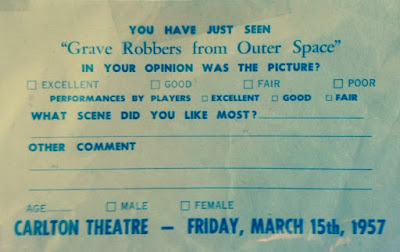 YOU HAVE JUST SEEN
"Grave Robbers from Outer Space"
IN YOUR OPINION WAS THE PICTURE?
EXCELLENT GOOD FAIR POOR
PERFORMANCES BY PLAYERS EXCELLENT GOOD FAIR
WHAT SCENE DID YOU LIKE MOST?
OTHER COMMENT
AGE MALE FEMALE
CARLTON THEATRE — FRIDAY, MARCH 15th, 1957